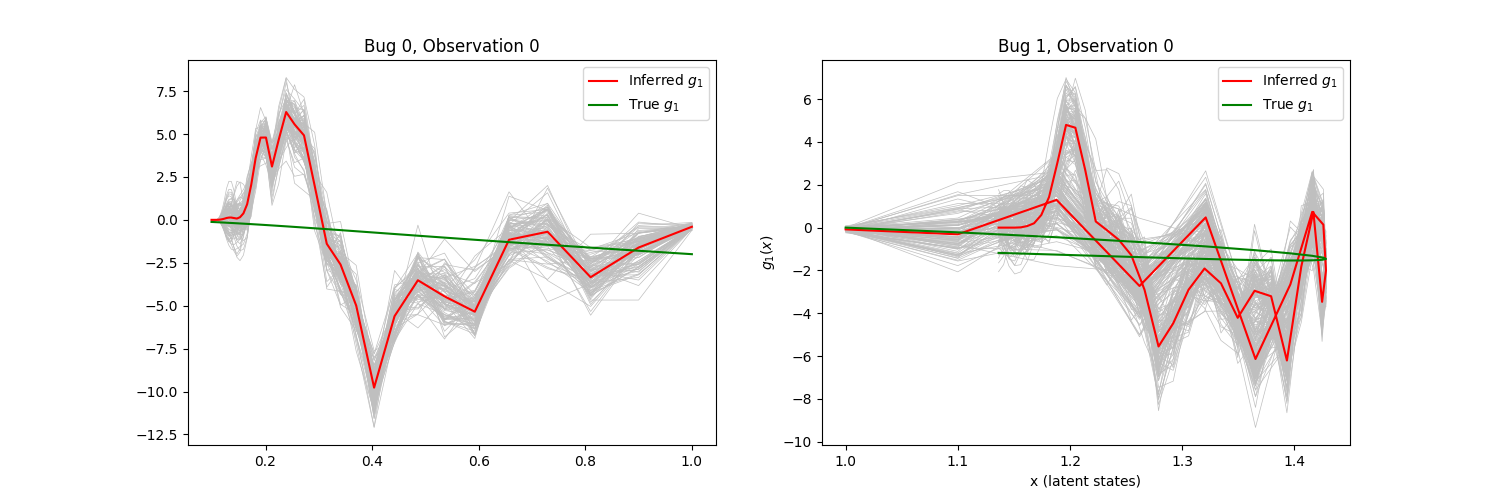 Bug 0, Observation 0
Inferred g₁
True g₁
7.5
5.0
2.5
0.0
−2.5
−5.0
−7.5
−10.0
−12.5
0.2 0.4 0.6 0.8 1.0
Bug 1, Observation 0
Inferred g₁
True g₁
g₁(x)
6
4
2
0
−2
−4
−6
−8
−10
1.0 1.1 1.2 1.3 1.4
x (latent states)